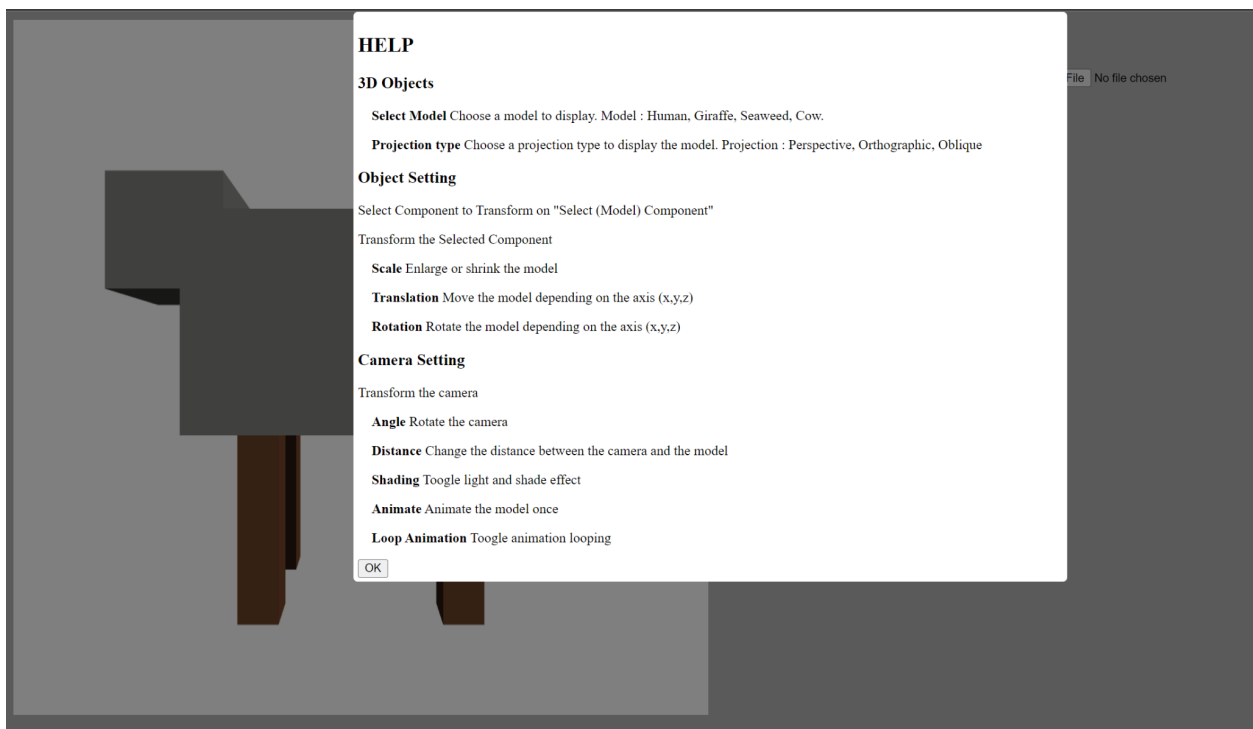 HELP
3D Objects
File No file chosen
Select Model Choose a model to display. Model : Human, Giraffe, Seaweed, Cow.
Projection type Choose a projection type to display the model. Projection : Perspective, Orthographic, Oblique
Object Setting
Select Component to Transform on "Select (Model) Component"
Transform the Selected Component
Scale Enlarge or shrink the model
Translation Move the model depending on the axis (x,y,z)
Rotation Rotate the model depending on the axis (x,y,z)
Camera Setting
Transform the camera
Angle Rotate the camera
Distance Change the distance between the camera and the model
Shading Toogle light and shade effect
Animate Animate the model once
Loop Animation Toogle animation looping
OK